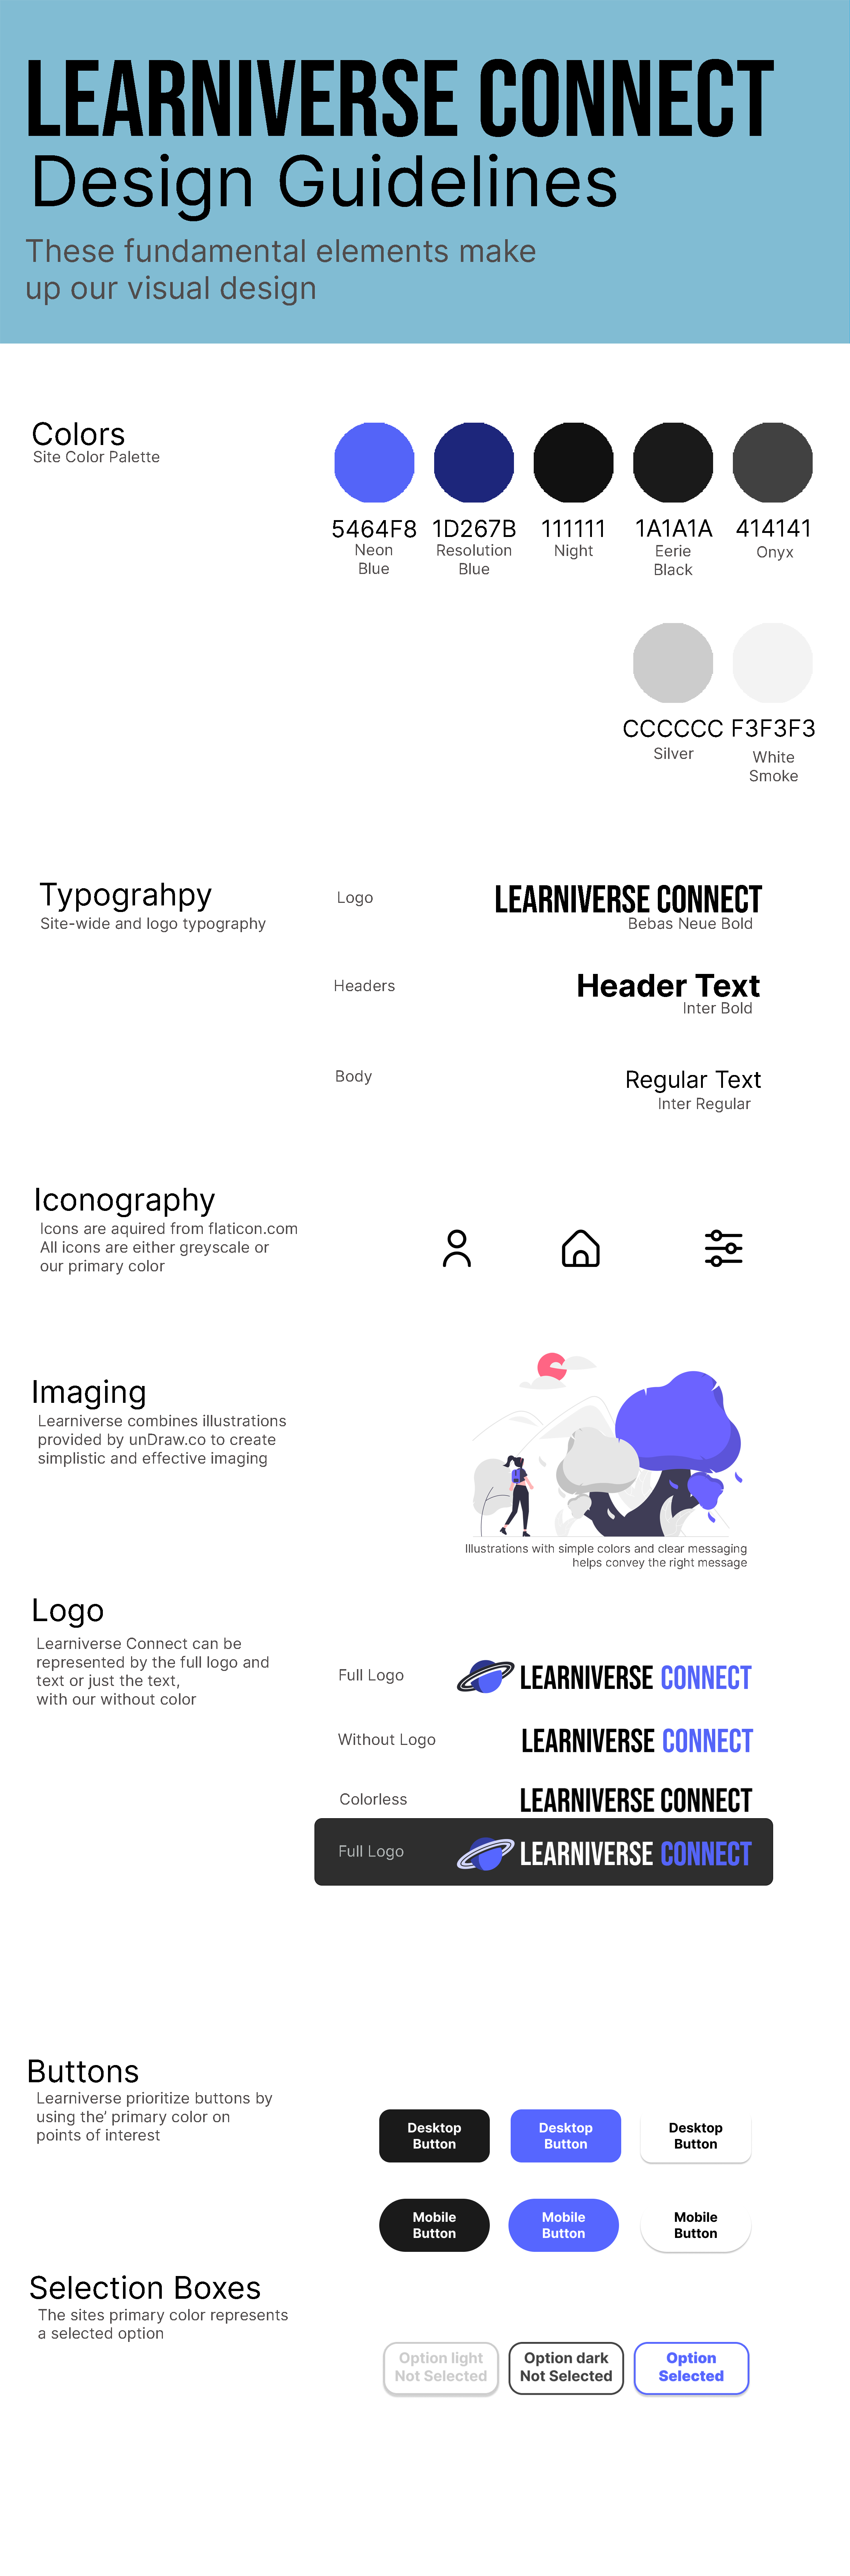 LEARNIVERSE CONNECT
Design Guidelines
These fundamental elements make
up our visual design
Colors
Site Color Palette
5464F8 1D267B 111111 1A1A1A 414141
Neon Blue
Resolution Blue
Night
Eerie Black
Onyx
CCCCCC F3F3F3
Silver
White Smoke
Typograhpy
Site-wide and logo typography
Logo
LEARNIVERSE CONNECT
Bebas Neue Bold
Headers
Header Text
Inter Bold
Body
Regular Text
Inter Regular
Iconography
Icons are aquired from flaticon.com
All icons are either greyscale or
our primary color
Imaging
Learniverse combines illustrations
provided by unDraw.co to create
simplistic and effective imaging
Illustrations with simple colors and clear messaging
helps convey the right message
Logo
Learniverse Connect can be
represented by the full logo and
text or just the text,
with our without color
Full Logo
LEARNIVERSE CONNECT
Without Logo
LEARNIVERSE CONNECT
Colorless
LEARNIVERSE CONNECT
Full Logo
LEARNIVERSE CONNECT
Buttons
Learniverse prioritize buttons by
using the' primary color on
points of interest
Desktop
Button
Desktop
Button
Desktop
Button
Mobile
Button
Mobile
Button
Mobile
Button
Selection Boxes
The sites primary color represents
a selected option
Option light
Not Selected
Option dark
Not Selected
Option
Selected